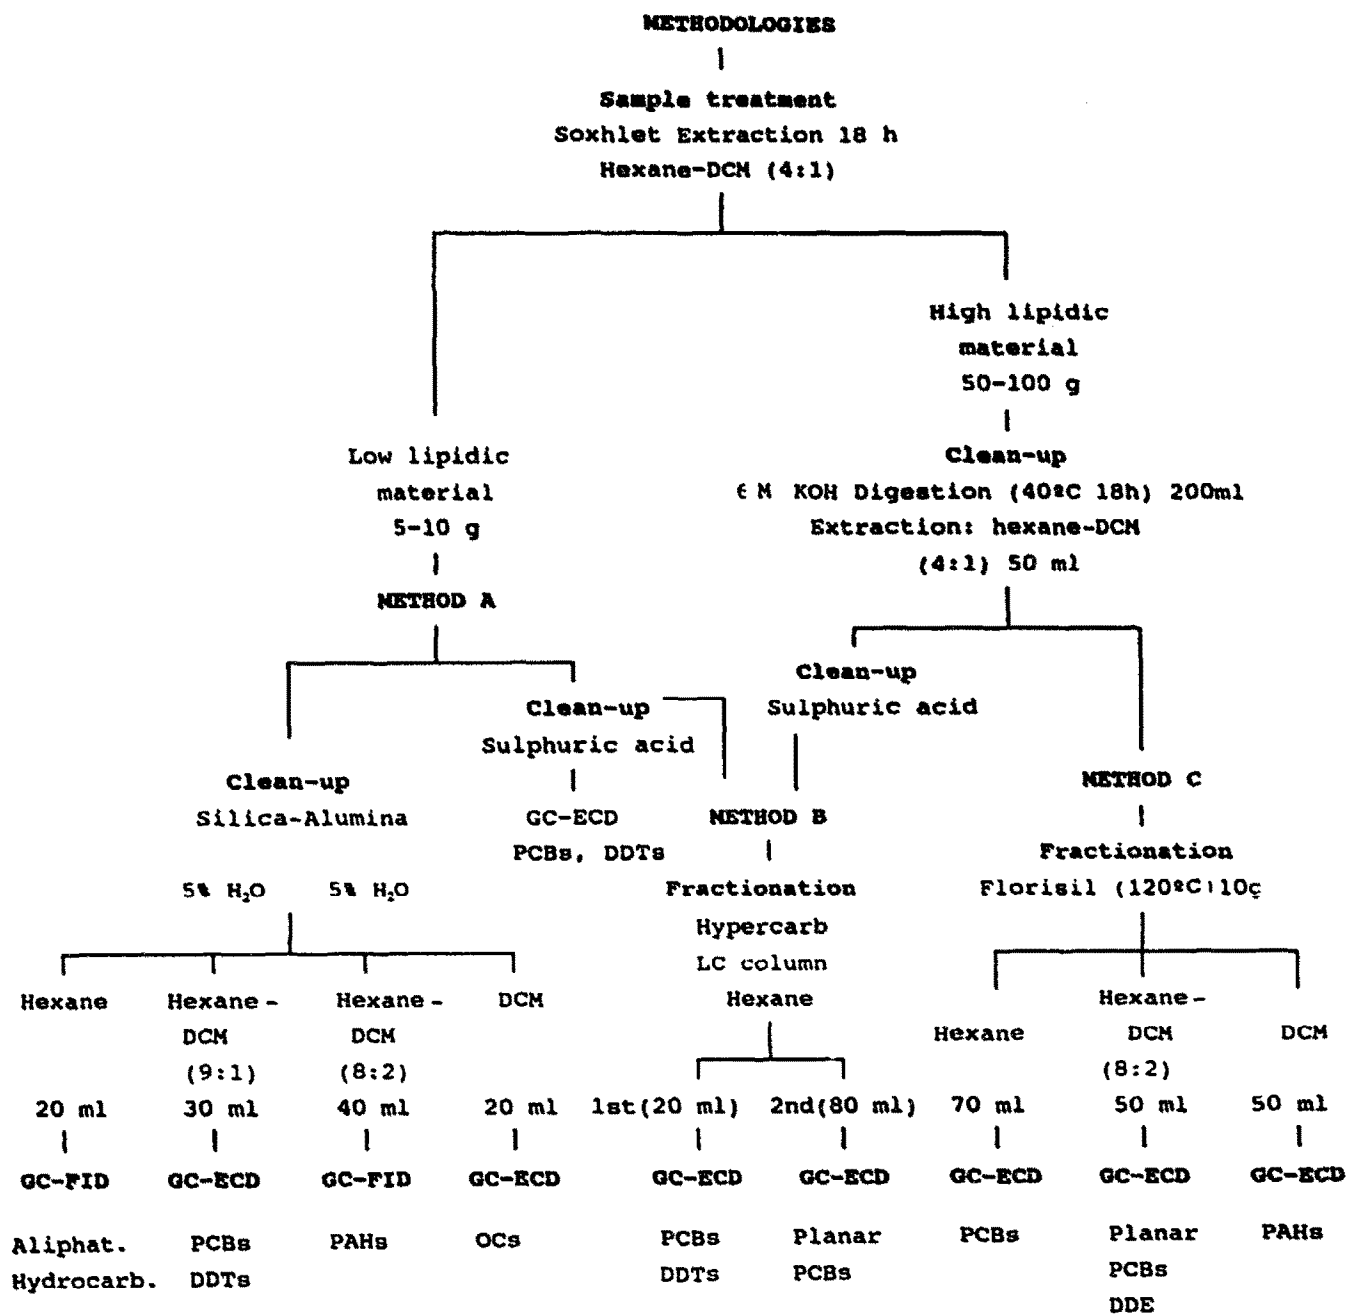 METHODOLOGIES
Sample treatment
Soxhlet Extraction 18 h
Hexane-DCM (4:1)
High lipidic
material
50-100 g
Clean-up
6 M KOH Digestion (40ºC 18h) 200ml
Extraction: hexane-DCM
(4:1) 50 ml
Low lipidic
material
5-10 g
METHOD A
Clean-up
Silica-Alumina
5% H₂O 5% H₂O
Clean-up
Sulphuric acid
GC-ECD
PCBs, DDTs
Clean-up
Sulphuric acid
METHOD B
Fractionation
Hypercarb
LC column
Hexane
METHOD C
Fractionation
Florisil (120ºC) 10g
Hexane
20 ml
GC-FID
Aliphat.
Hydrocarb.
Hexane-
DCM
(9:1)
30 ml
GC-ECD
PCBs
DDTs
Hexane-
DCM
(8:2)
40 ml
GC-FID
PAHs
DCM
20 ml
GC-ECD
OCs
1st(20 ml)
GC-ECD
PCBs
DDTs
2nd(80 ml)
GC-ECD
Planar
PCBs
Hexane
70 ml
GC-ECD
PCBs
Hexane-
DCM
(8:2)
50 ml
GC-ECD
Planar
PCBs
DDE
DCM
50 ml
GC-ECD
PAHs